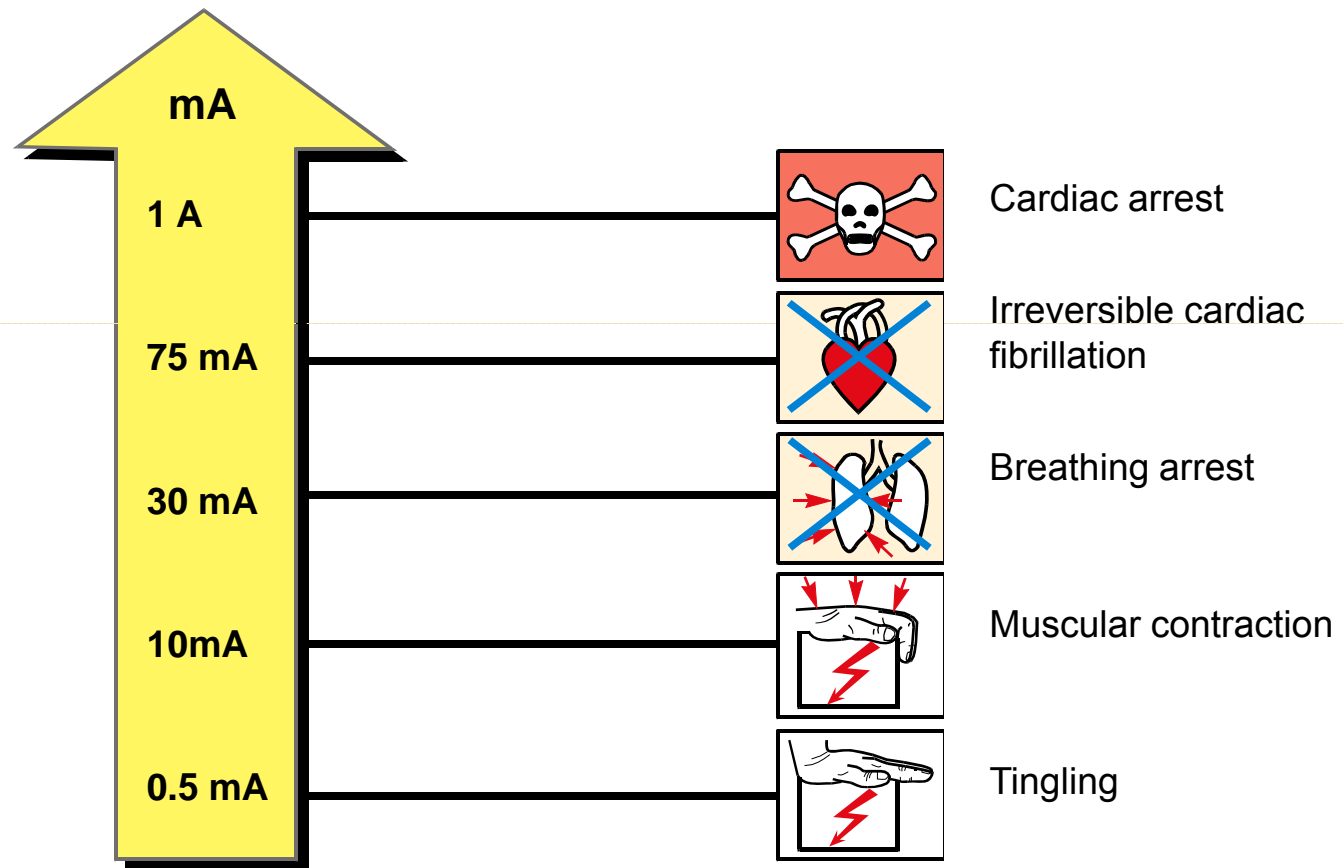 mA
1 A
Cardiac arrest
75 mA
Irreversible cardiac
fibrillation
30 mA
Breathing arrest
10mA
Muscular contraction
0.5 mA
Tingling